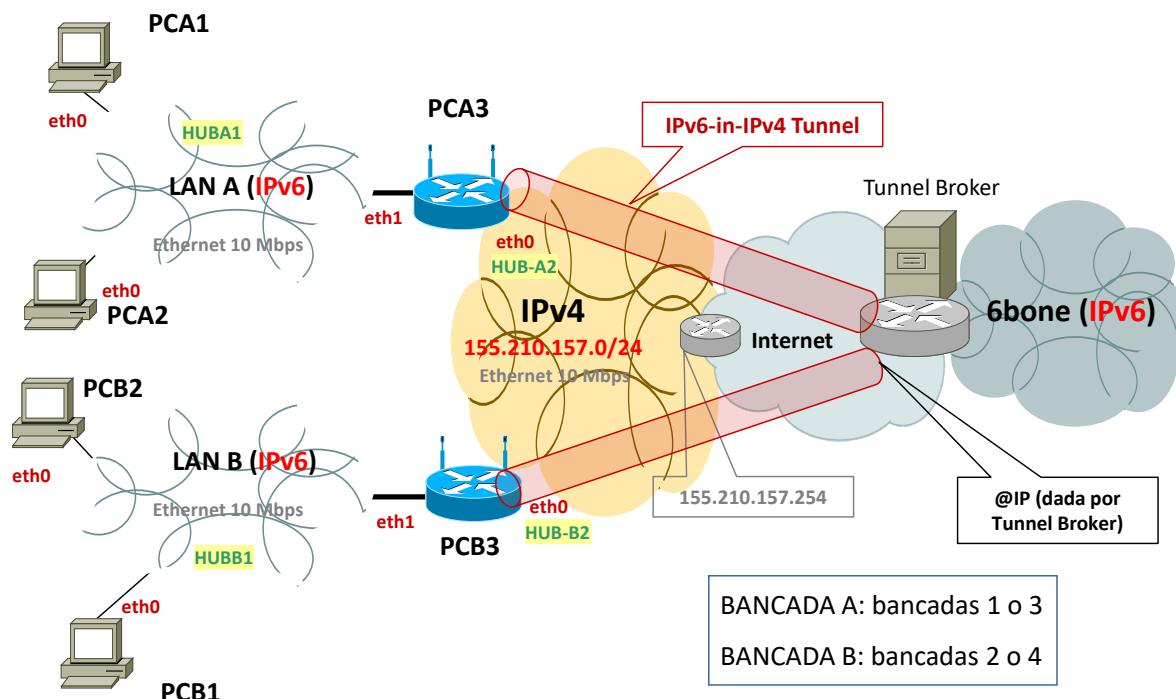 PCA1
eth0
HUBA1
LAN A (IPv6)
Ethernet 10 Mbps
eth0
PCA2
PCA3
eth1
eth0
HUB-A2
IPv6-in-IPv4 Tunnel
Tunnel Broker
IPv4
155.210.157.0/24
Ethernet 10 Mbps
Internet
6bone (IPv6)
PCB2
eth0
LAN B (IPv6)
Ethernet 10 Mbps
HUBB1
eth1
eth0
HUB-B2
PCB3
155.210.157.254
@IP (dada por
Tunnel Broker)
eth0
PCB1
BANCADA A: bancadas 1 o 3
BANCADA B: bancadas 2 o 4